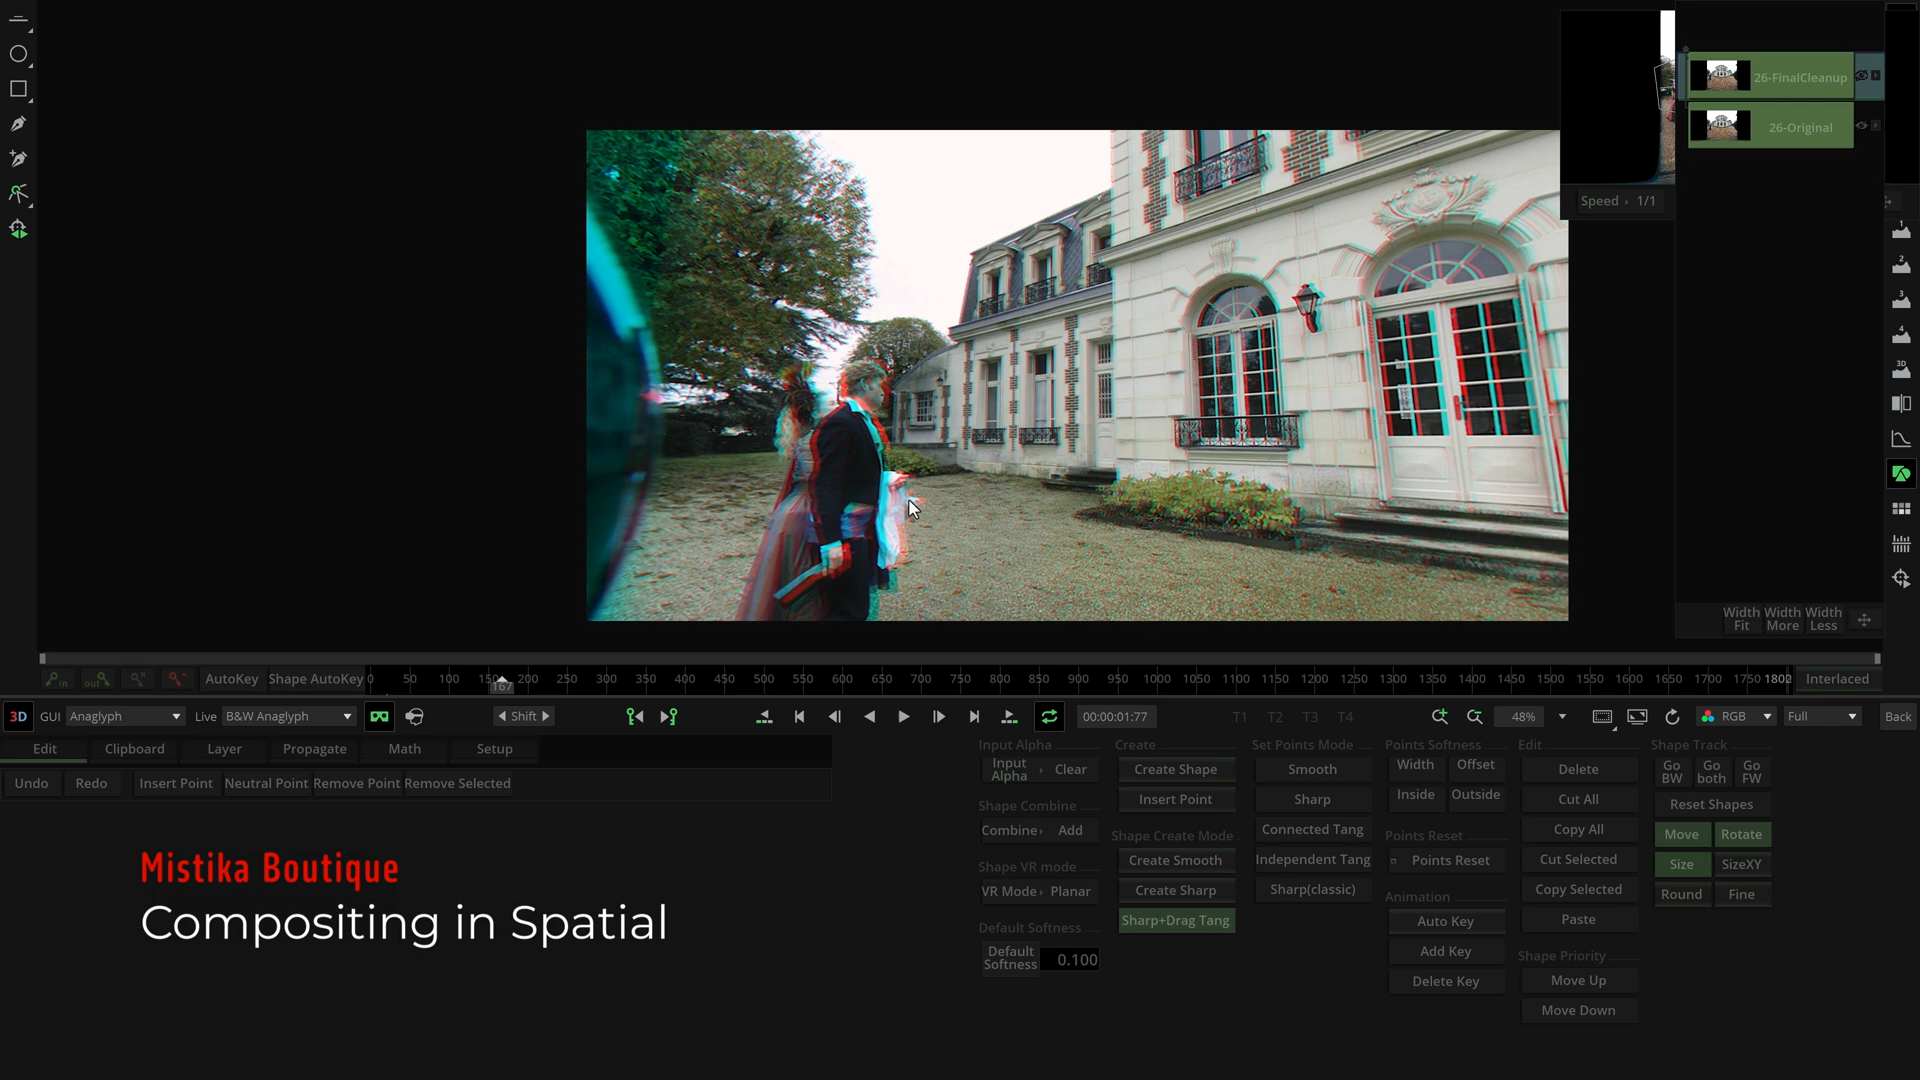 26-FinalCleanup
26-Original
Speed › 1/1
1
2
3
4
3D
Width Fit
Width More
Width Less
AutoKey
Shape AutoKey
0 50 100 150 167 200 250 300 350 400 450 500 550 600 650 700 750 800 850 900 950 1000 1050 1100 1150 1200 1250 1300 1350 1400 1450 1500 1550 1600 1650 1700 1750 1802
Interlaced
3D GUI Anaglyph Live B&W Anaglyph Shift 00:00:01:77 T1 T2 T3 T4 48% RGB Full Back
Edit Clipboard Layer Propagate Math Setup
Undo Redo Insert Point Neutral Point Remove Point Remove Selected
Mistika Boutique
Compositing in Spatial
Input Alpha
Input Alpha › Clear
Shape Combine
Combine › Add
Shape VR mode
VR Mode › Planar
Default Softness
Default Softness 0.100
Create
Create Shape
Insert Point
Shape Create Mode
Create Smooth
Create Sharp
Sharp+Drag Tang
Set Points Mode
Smooth
Sharp
Connected Tang
Independent Tang
Sharp(classic)
Points Softness
Width Offset
Inside Outside
Points Reset
Points Reset
Animation
Auto Key
Add Key
Delete Key
Edit
Delete
Cut All
Copy All
Cut Selected
Copy Selected
Paste
Shape Priority
Move Up
Move Down
Shape Track
Go BW
Go both
Go FW
Reset Shapes
Move Rotate
Size SizeXY
Round Fine